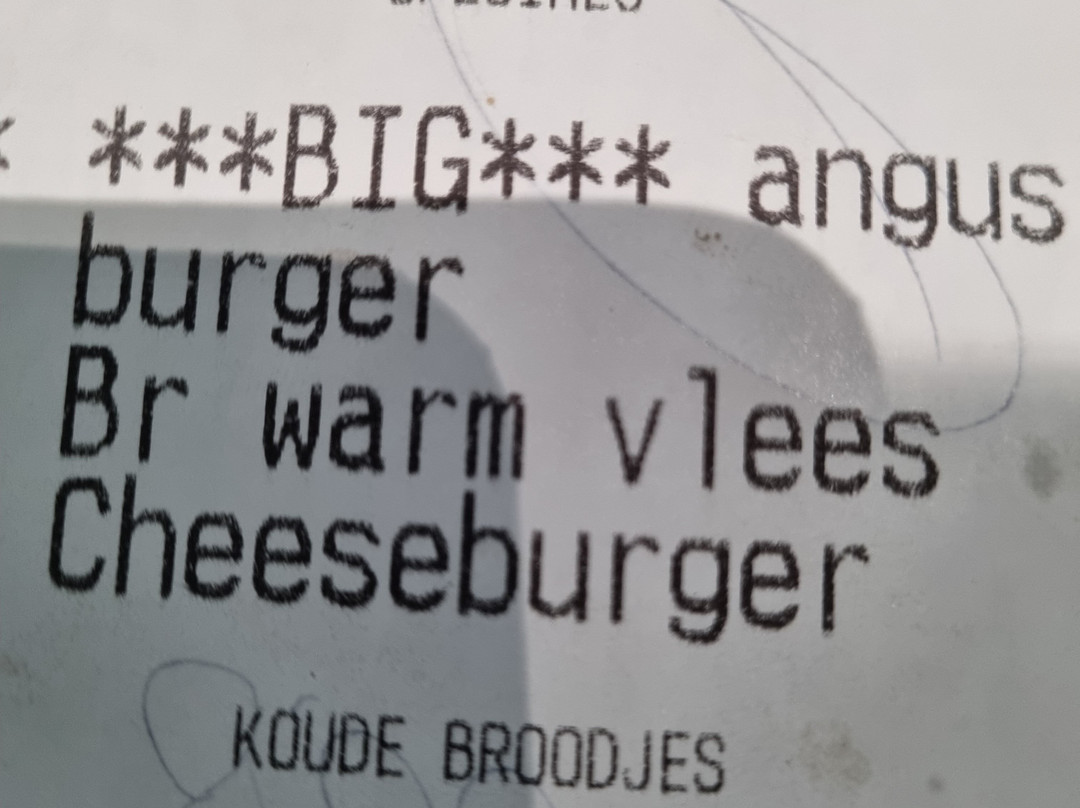 ***BIG*** angus
burger
Br warm vlees
Cheeseburger
KOUDE BROODJES